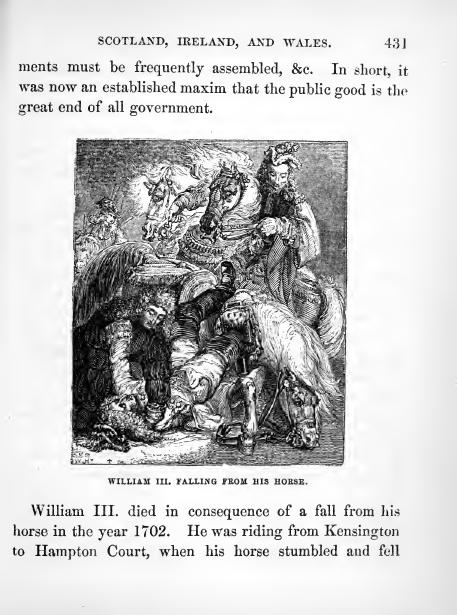 SCOTLAND, IRELAND, AND WALES. 431
ments must be frequently assembled, &c. In short, it
was now an established maxim that the public good is the
great end of all government.
WILLIAM III. FALLING FROM HIS HORSE.
William III. died in consequence of a fall from his
horse in the year 1702. He was riding from Kensington
to Hampton Court, when his horse stumbled and fell